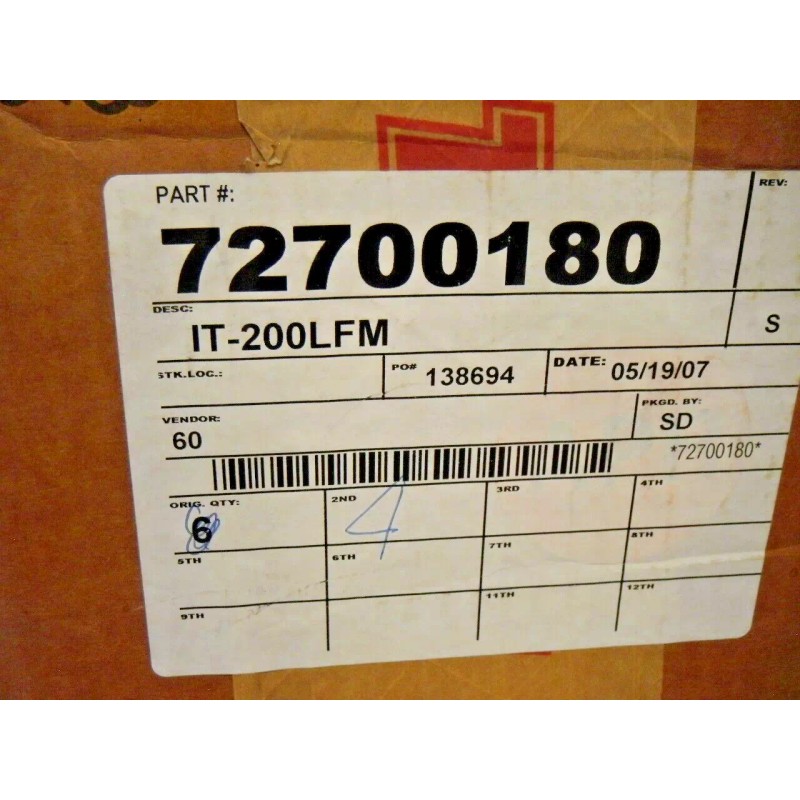 PART #:
REV:
72700180
DESC:
IT-200LFM
S
STK.LOC.:
PO# 138694
DATE: 05/19/07
VENDOR:
60
PKGD. BY:
SD
*72700180*
ORIG. QTY:
6
2ND
4
3RD
4TH
5TH
6TH
7TH
8TH
9TH
11TH
12TH